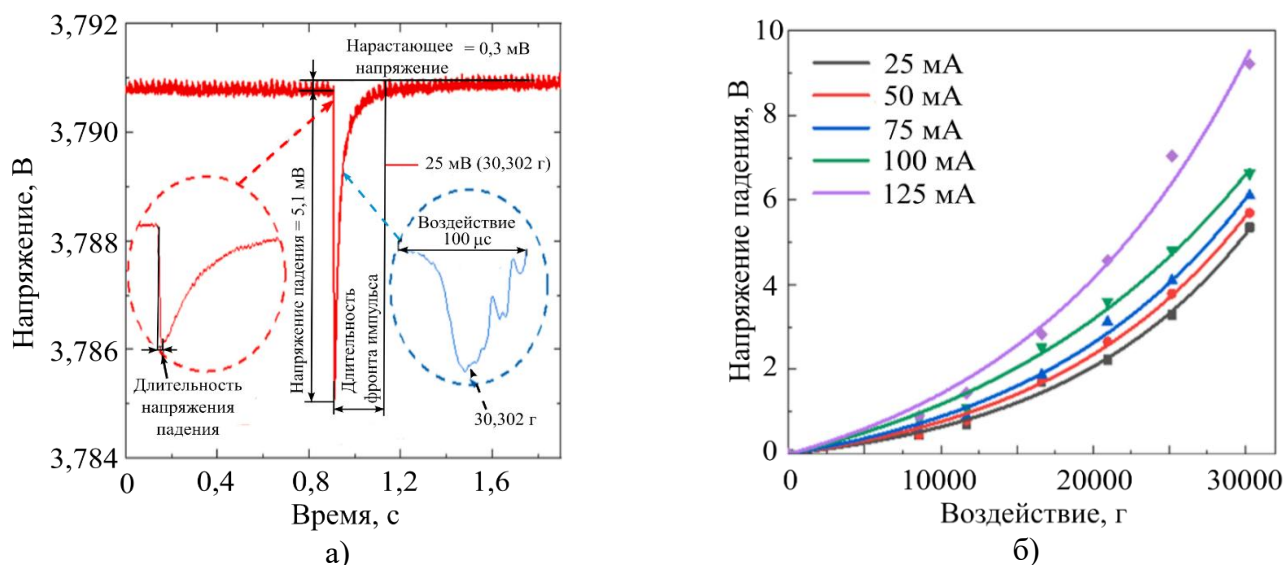 3,792
3,790
3,788
3,786
3,784
Напряжение, В
0
0,4
0,8
1,2
1,6
Время, с
Нарастающее
напряжение
= 0,3 мВ
25 мВ (30,302 г)
Напряжение падения = 5,1 мВ
Длительность
фронта импульса
Воздействие
100 μс
30,302 г
Длительность
напряжения
падения
а)
10
8
6
4
2
0
Напряжение падения, В
25 мА
50 мА
75 мА
100 мА
125 мА
0
10000
20000
30000
Воздействие, г
б)